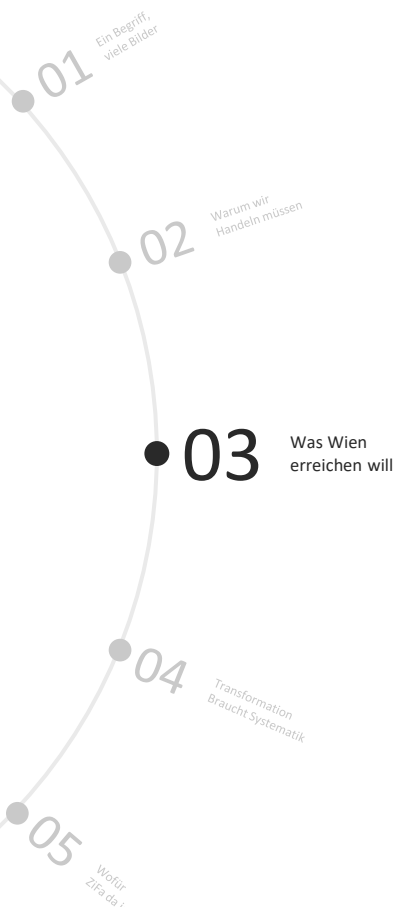 01
Ein Begriff,
viele Bilder
02
Warum wir
Handeln müssen
03
Was Wien
erreichen will
04
Transformation
Braucht Systematik
05
Wofür
ZiFa da